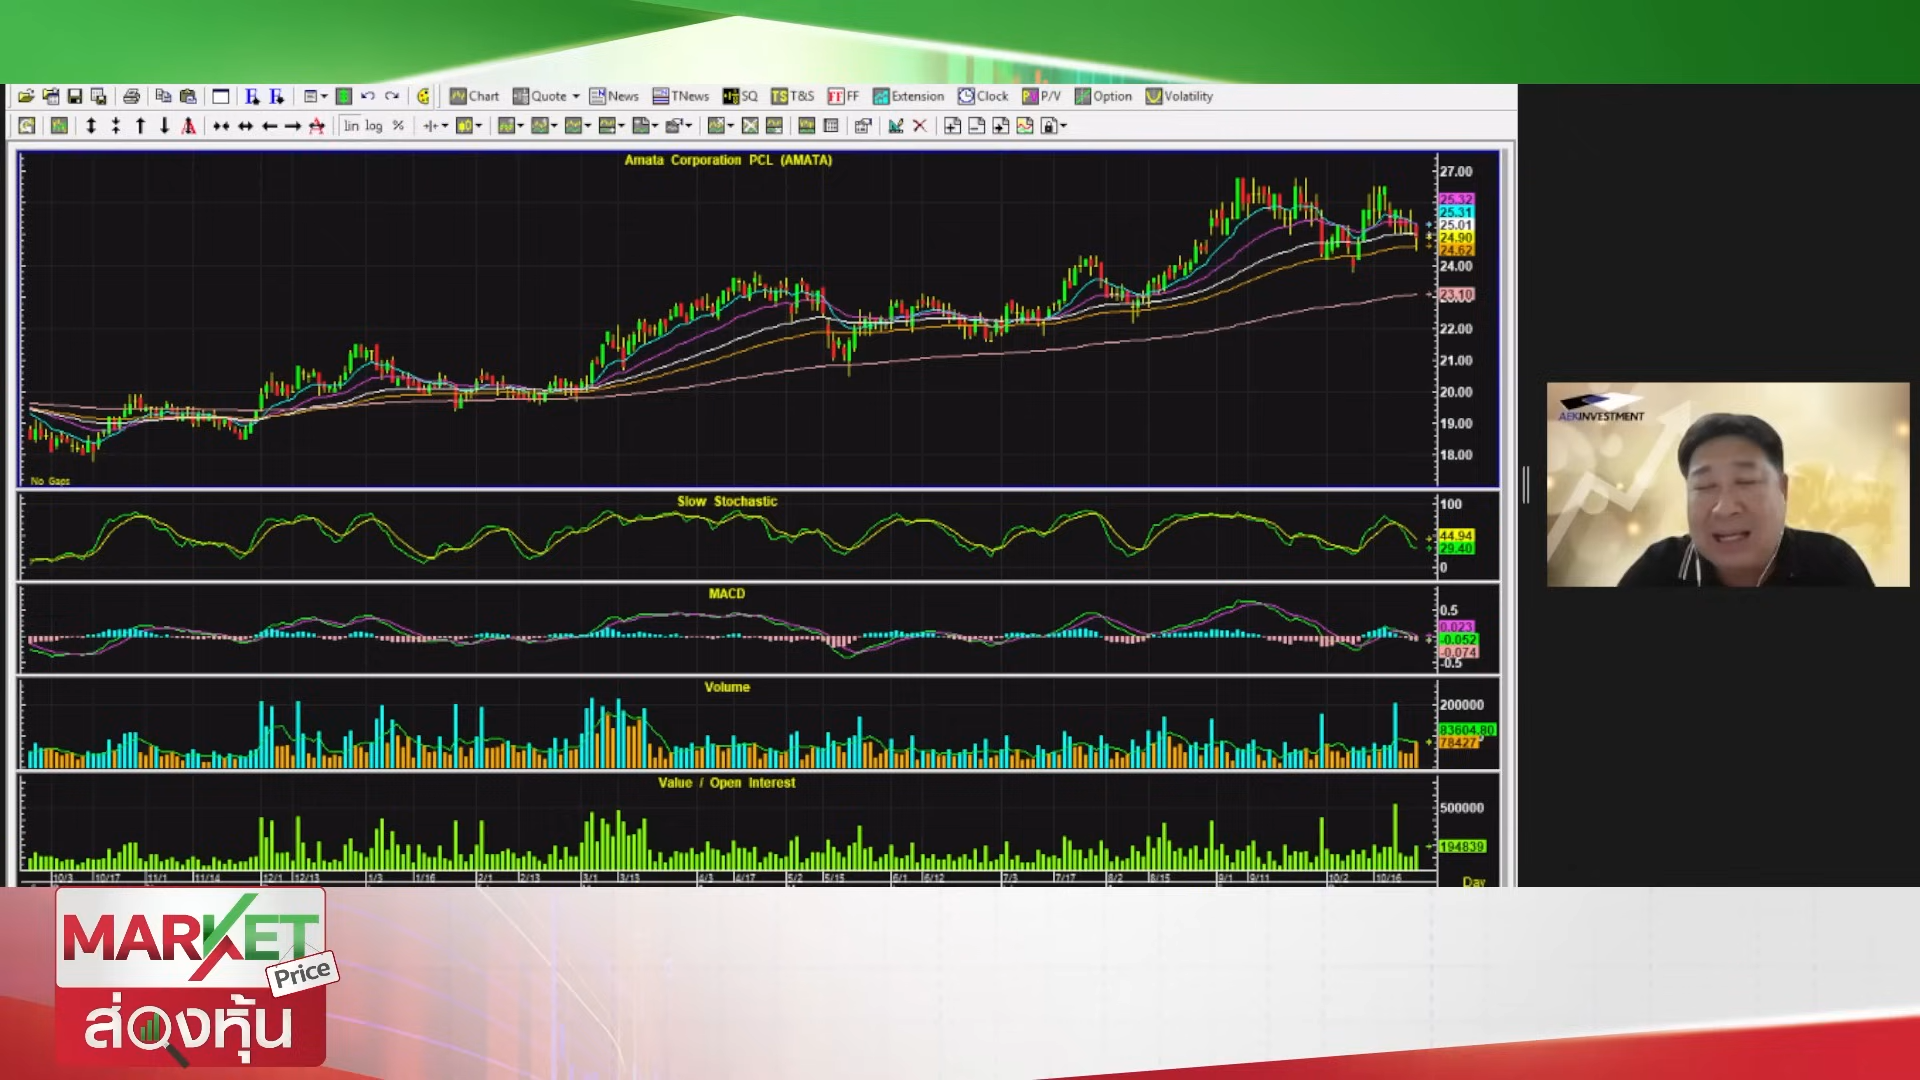 Chart Quote News TNews SQ TS T&S FF FF Extension Clock P/V Option Volatility
lin log %
Amata Corporation PCL (AMATA)
27.00
25.32
25.31
25.01
24.90
24.62
24.00
23.10
22.00
21.00
20.00
19.00
18.00
No Gaps
Slow Stochastic
100
44.94
29.40
0
MACD
0.5
0.023
-0.052
-0.074
-0.5
Volume
200000
83604.80
78427
Value / Open Interest
500000
194839
10/3 10/17 11/1 11/14 12/1 12/13 1/3 1/16 2/1 2/13 3/1 3/13 4/3 4/17 5/2 5/15 6/1 6/12 7/3 7/17 8/2 8/15 9/1 9/11 10/2 10/16 Day
AEKINVESTMENT
MARKET
Price
ส่องหุ้น